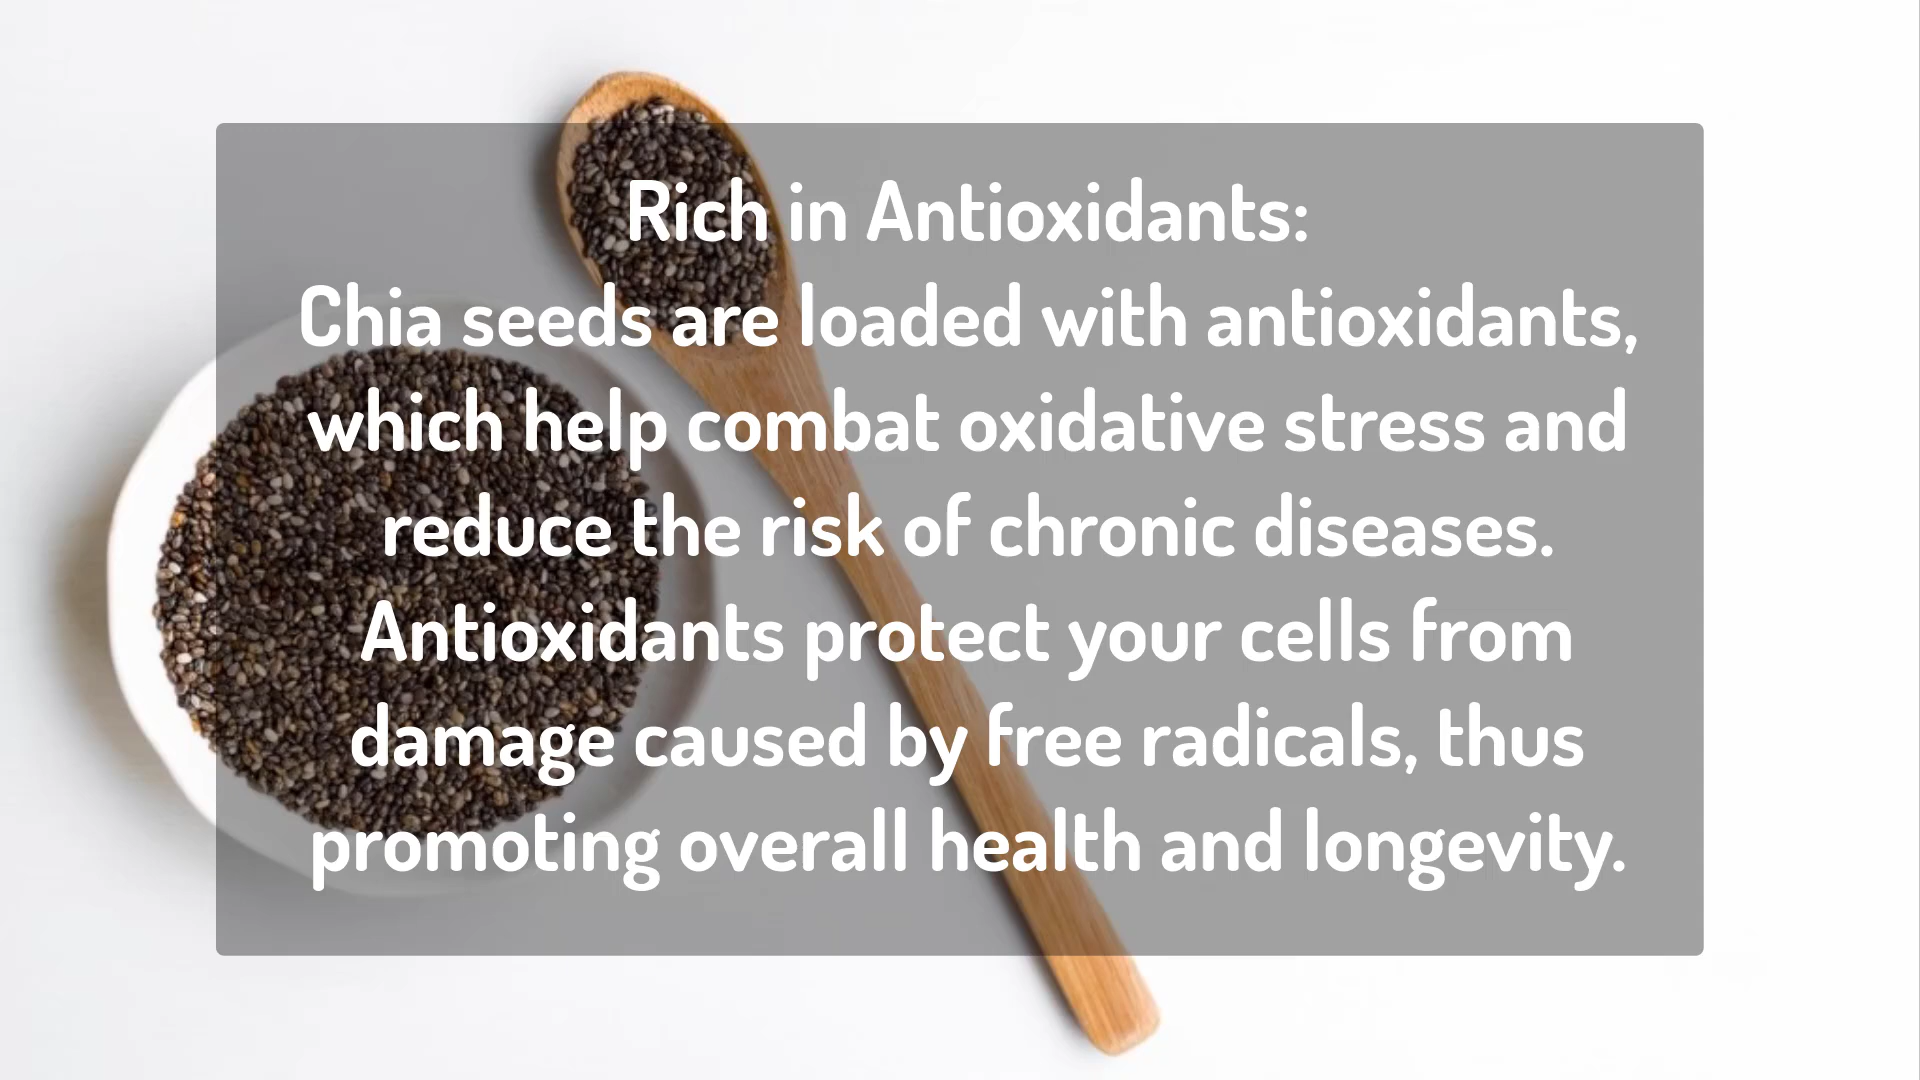 Rich in Antioxidants:
Chia seeds are loaded with antioxidants,
which help combat oxidative stress and
reduce the risk of chronic diseases.
Antioxidants protect your cells from
damage caused by free radicals, thus
promoting overall health and longevity.